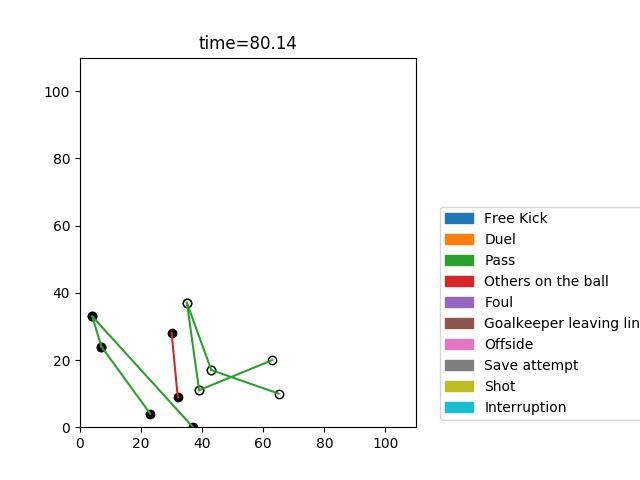 time=80.14
100
80
60
40
20
0
0 20 40 60 80 100
Free Kick
Duel
Pass
Others on the ball
Foul
Goalkeeper leaving lin
Offside
Save attempt
Shot
Interruption